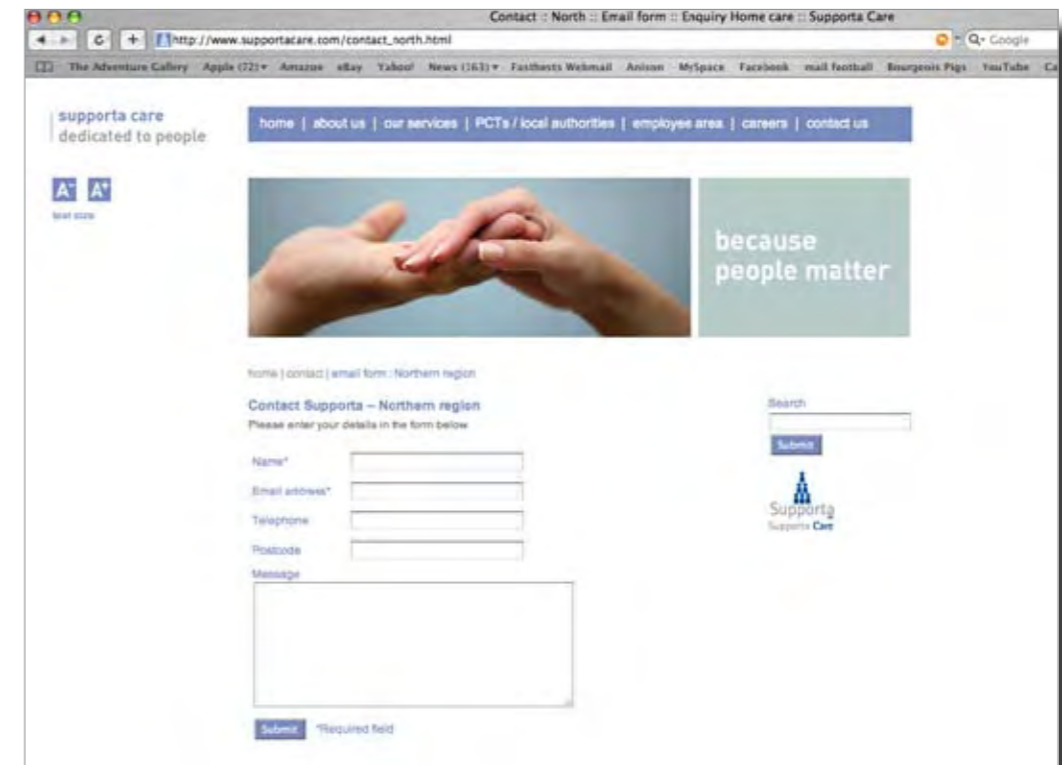 Contact :: North :: Email form :: Enquiry Home care :: Supporta Care
http://www.supportacare.com/contact_north.html
Google
The Adventure Gallery Apple (72) Amazon eBay Yahoo! News (163) Fasthosts Webmail MySpace Facebook mail football Bourgeois Pigs YouTube Ca
supporta care
dedicated to people
home | about us | our services | PCTs / local authorities | employee area | careers | contact us
A- A+
text size
because
people matter
home | contact | email form : Northern region
Contact Supporta – Northern region
Please enter your details in the form below
Name*
Email address*
Telephone
Postcode
Message
Submit *Required field
Search
Submit
Supporta
Supporta Care